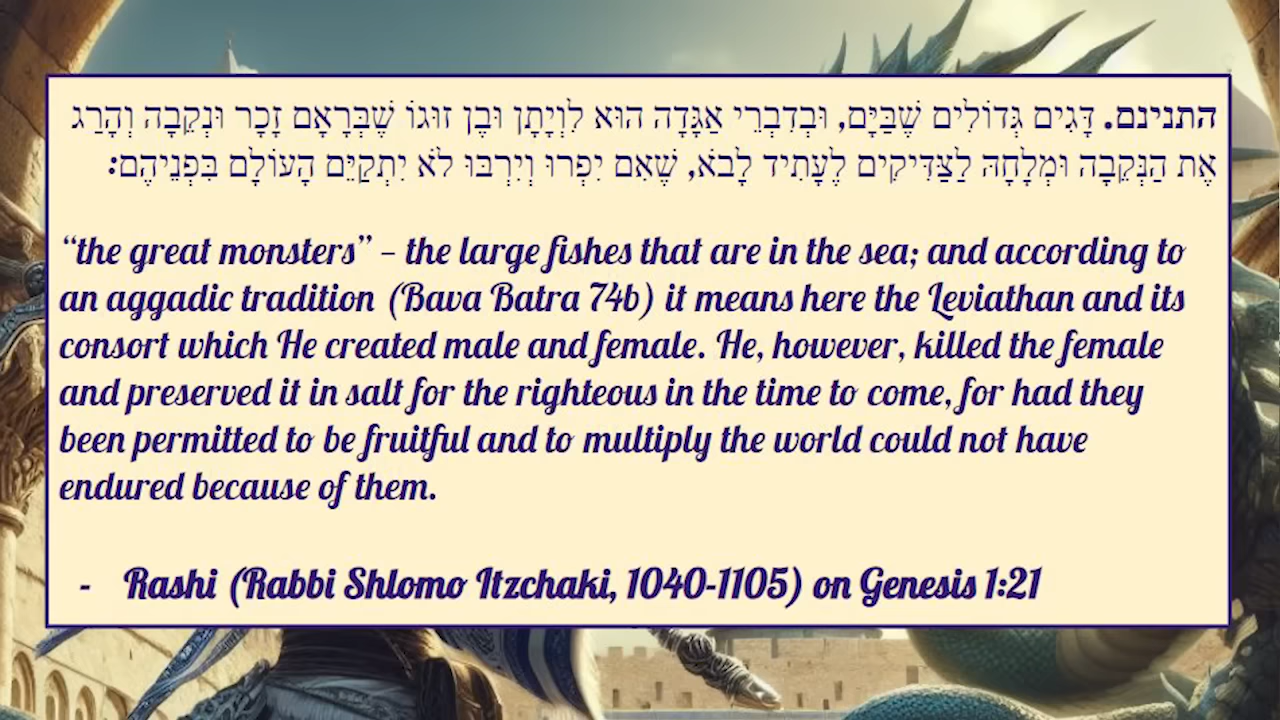 התנינם. דָּגִים גְּדוֹלִים שֶׁבַּיָּם, וּבְדִבְרֵי אַגָּדָה הוּא לִוְיָתָן וּבֶן זוּגוֹ שֶׁבְּרָאָם זָכָר וּנְקֵבָה וְהָרַג
אֶת הַנְּקֵבָה וּמְלָחָהּ לַצַּדִּיקִים לֶעָתִיד לָבֹא, שֶׁאִם יִפְרוּ וְיִרְבּוּ לֹא יִתְקַיֵּם הָעוֹלָם בִּפְנֵיהֶם:
“the great monsters” – the large fishes that are in the sea; and according to
an aggadic tradition (Bava Batra 74b) it means here the Leviathan and its
consort which He created male and female. He, however, killed the female
and preserved it in salt for the righteous in the time to come, for had they
been permitted to be fruitful and to multiply the world could not have
endured because of them.
- Rashi (Rabbi Shlomo Itzchaki, 1040-1105) on Genesis 1:21